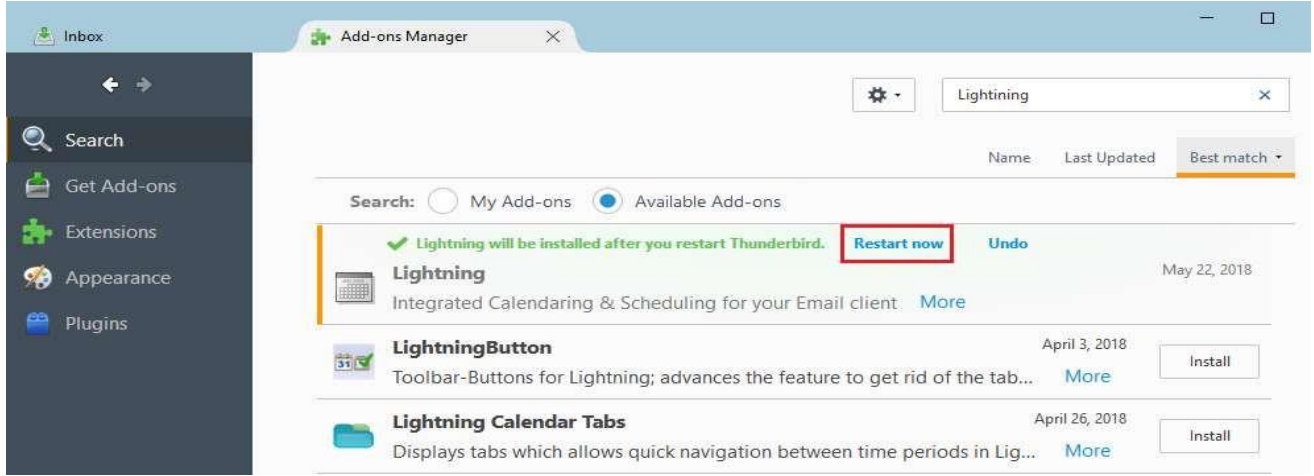 Inbox
Add-ons Manager
Lightining
Search
Get Add-ons
Extensions
Appearance
Plugins
Name Last Updated Best match
Search: My Add-ons Available Add-ons
Lightning will be installed after you restart Thunderbird. Restart now Undo
Lightning May 22, 2018
Integrated Calendaring & Scheduling for your Email client More
LightningButton April 3, 2018
Toolbar-Buttons for Lightning; advances the feature to get rid of the tab... More
Install
Lightning Calendar Tabs April 26, 2018
Displays tabs which allows quick navigation between time periods in Lig... More
Install
31